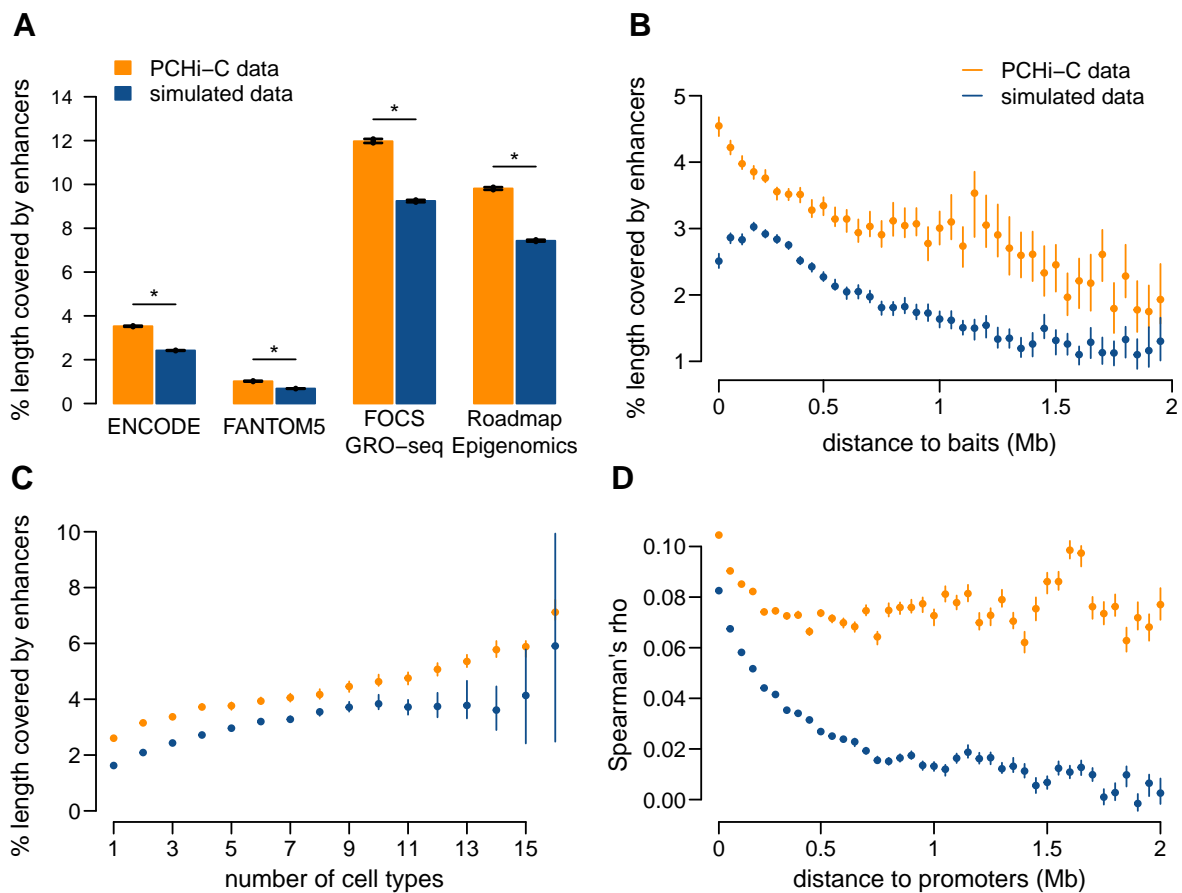 A
PCHi−C data
simulated data
% length covered by enhancers
14
12
10
8
6
4
2
0
*
*
*
*
ENCODE
FANTOM5
FOCS
GRO−seq
Roadmap
Epigenomics
B
PCHi−C data
simulated data
% length covered by enhancers
5
4
3
2
1
0
0.5
1
1.5
2
distance to baits (Mb)
C
% length covered by enhancers
10
8
6
4
2
0
1
3
5
7
9
11
13
15
number of cell types
D
Spearman's rho
0.10
0.08
0.06
0.04
0.02
0.00
0
0.5
1
1.5
2
distance to promoters (Mb)